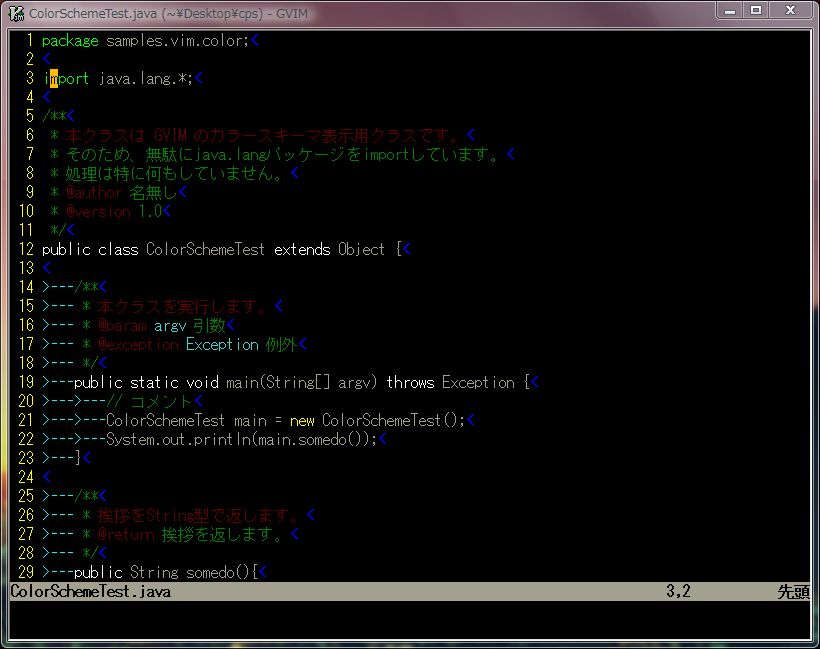 ColorSchemeTest.java (~¥Desktop¥cps) - GVIM
1 package samples.vim.color;<
2 <
3 import java.lang.*;<
4 <
5 /**<
6  * 本クラスは GVIM のカラースキーマ表示用クラスです。<
7  * そのため、無駄にjava.langパッケージをimportしています。<
8  * 処理は特に何もしていません。<
9  * @author 名無し<
10  * @version 1.0<
11  */<
12 public class ColorSchemeTest extends Object {<
13 <
14 >---/**<
15 >--- * 本クラスを実行します。<
16 >--- * @param argv 引数<
17 >--- * @exception Exception 例外<
18 >--- */<
19 >---public static void main(String[] argv) throws Exception {<
20 >--->---// コメント<
21 >--->---ColorSchemeTest main = new ColorSchemeTest();<
22 >--->---System.out.println(main.somedo());<
23 >---}<
24 <
25 >---/**<
26 >--- * 挨拶をString型で返します。<
27 >--- * @return 挨拶を返します。<
28 >--- */<
29 >---public String somedo(){<
ColorSchemeTest.java 3,2 先頭